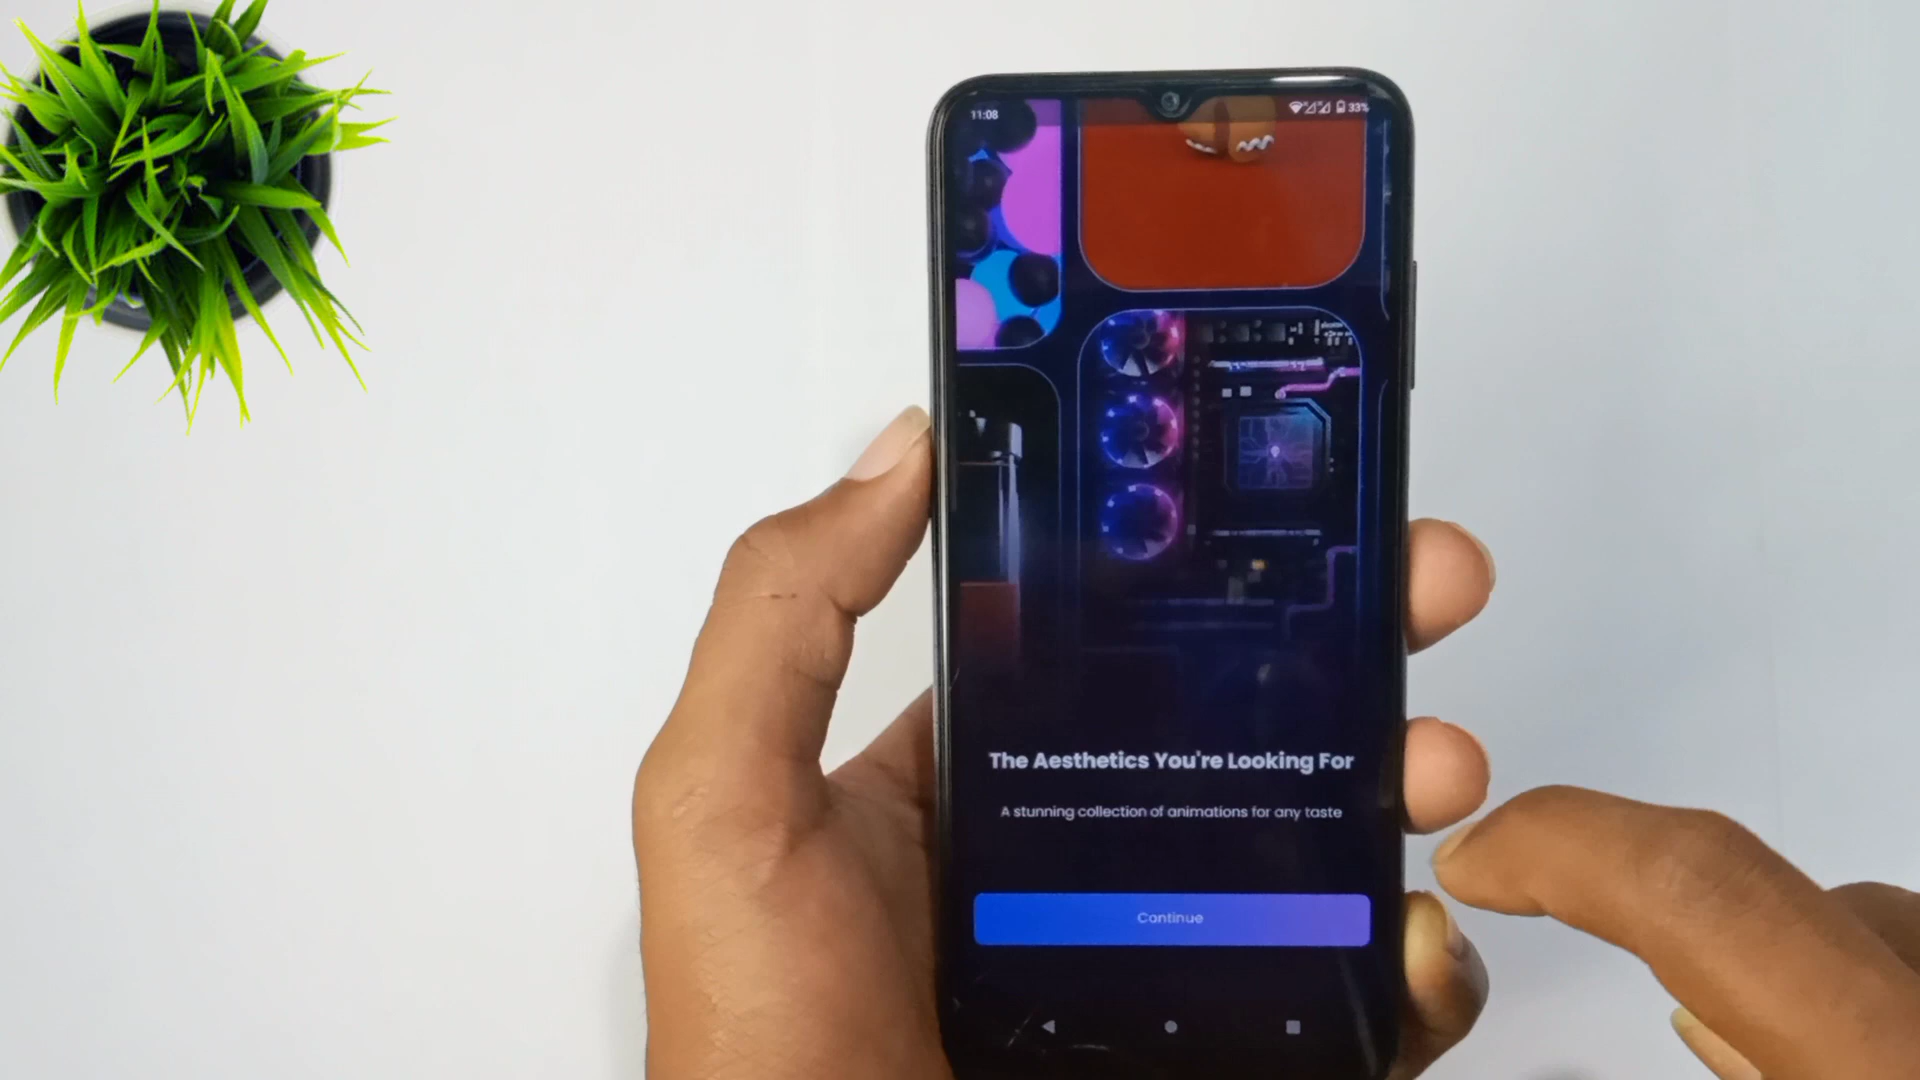 11:08
33%
The Aesthetics You're Looking For
A stunning collection of animations for any taste
Continue